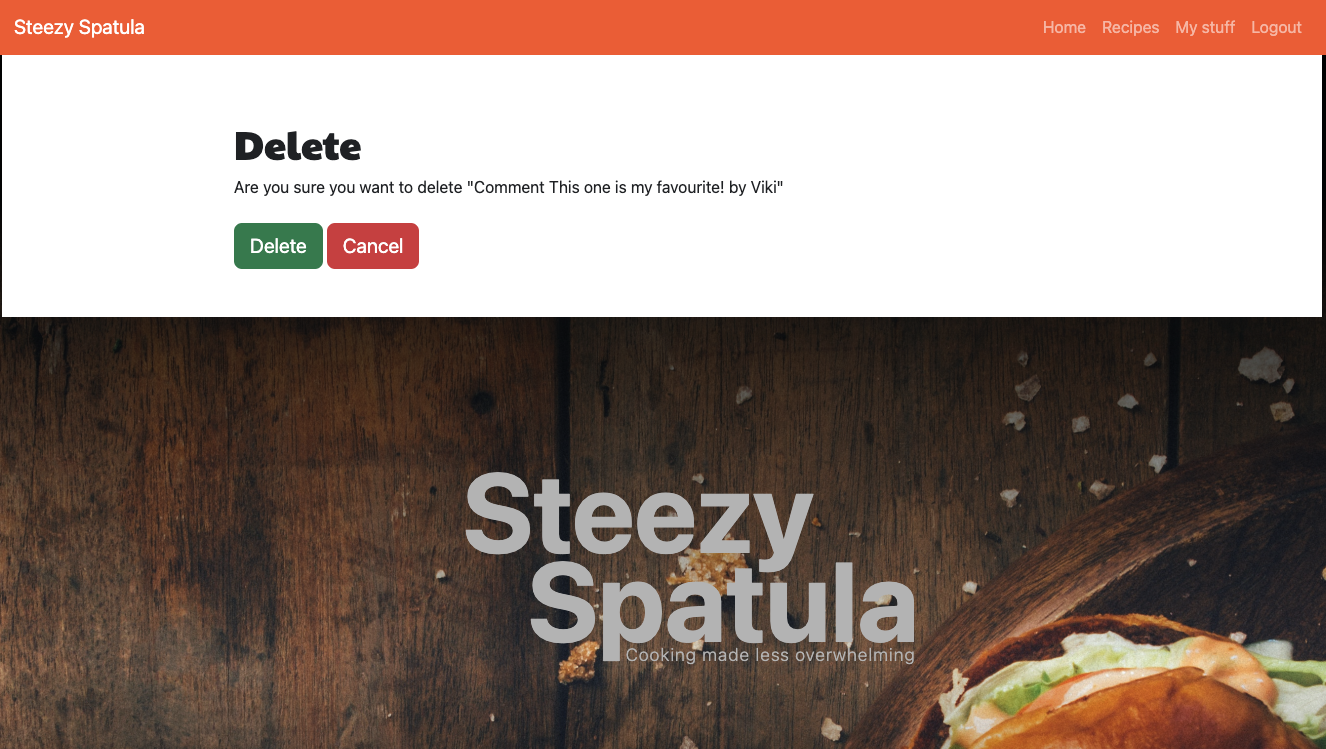 Steezy Spatula
Home Recipes My stuff Logout
Delete
Are you sure you want to delete "Comment This one is my favourite! by Viki"
Delete Cancel
Steezy
Spatula
Cooking made less overwhelming